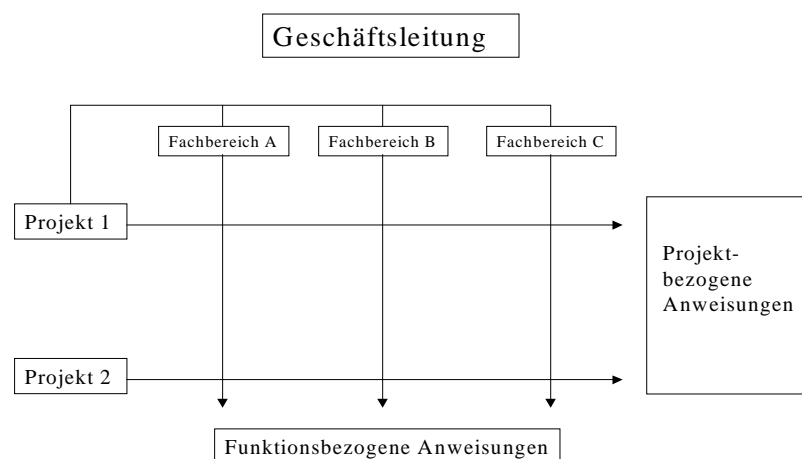 Geschäftsleitung
Fachbereich A
Fachbereich B
Fachbereich C
Projekt 1
Projekt-
bezogene
Anweisungen
Projekt 2
Funktionsbezogene Anweisungen